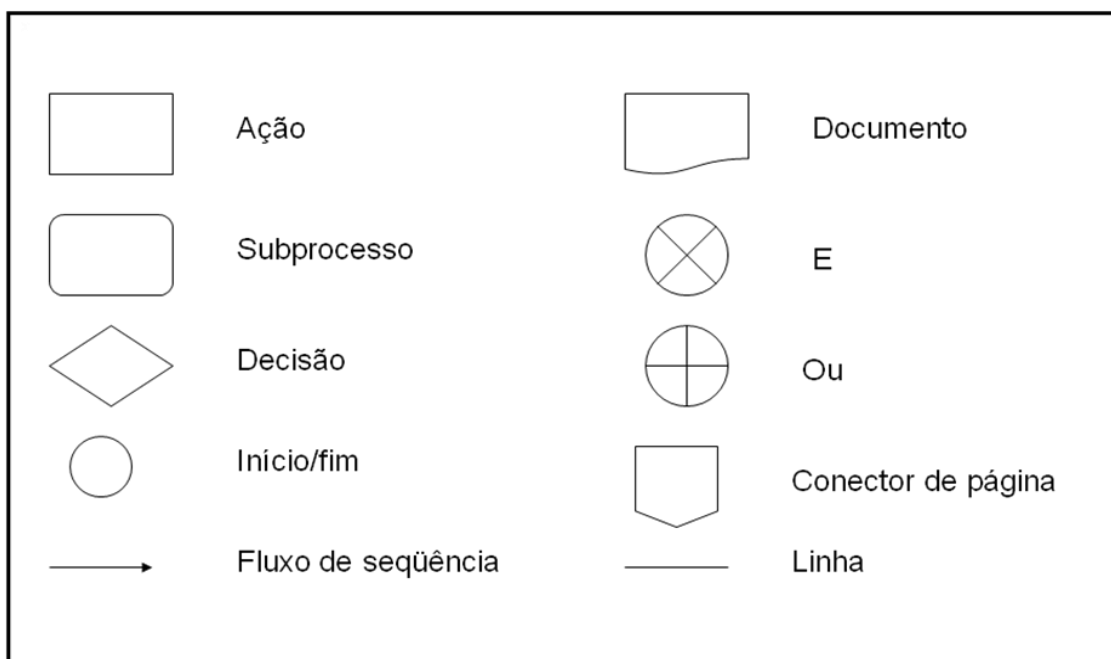 Ação
Documento
Subprocesso
E
Decisão
Ou
Início/fim
Conector de página
Fluxo de seqüência
Linha